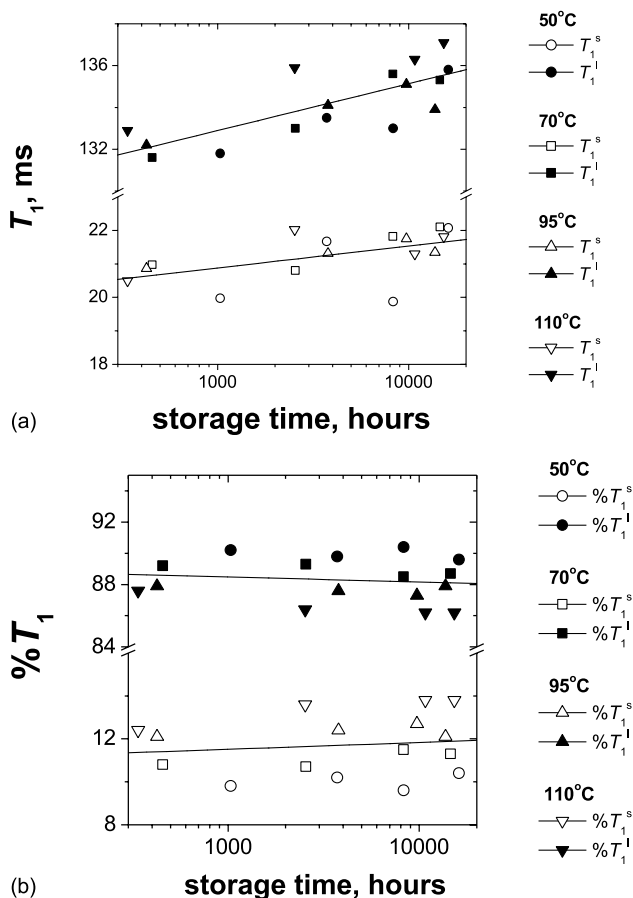 136
132
22
20
18
T₁, ms
1000
10000
storage time, hours
(a)
50°C
T₁ˢ
T₁ˡ
70°C
T₁ˢ
T₁ˡ
95°C
T₁ˢ
T₁ˡ
110°C
T₁ˢ
T₁ˡ
92
88
84
12
8
%T₁
1000
10000
storage time, hours
(b)
50°C
%T₁ˢ
%T₁ˡ
70°C
%T₁ˢ
%T₁ˡ
95°C
%T₁ˢ
%T₁ˡ
110°C
%T₁ˢ
%T₁ˡ